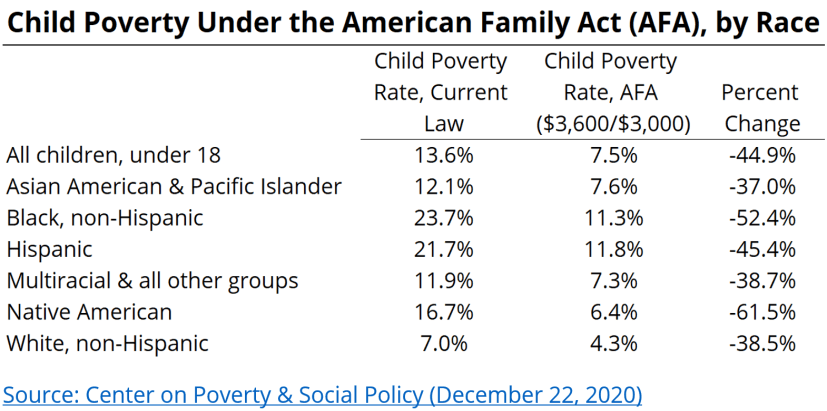 Child Poverty Under the American Family Act (AFA), by Race
Child Poverty Rate, Current Law Child Poverty Rate, AFA ($3,600/$3,000) Percent Change
All children, under 18 13.6% 7.5% -44.9%
Asian American & Pacific Islander 12.1% 7.6% -37.0%
Black, non-Hispanic 23.7% 11.3% -52.4%
Hispanic 21.7% 11.8% -45.4%
Multiracial & all other groups 11.9% 7.3% -38.7%
Native American 16.7% 6.4% -61.5%
White, non-Hispanic 7.0% 4.3% -38.5%
Source: Center on Poverty & Social Policy (December 22, 2020)